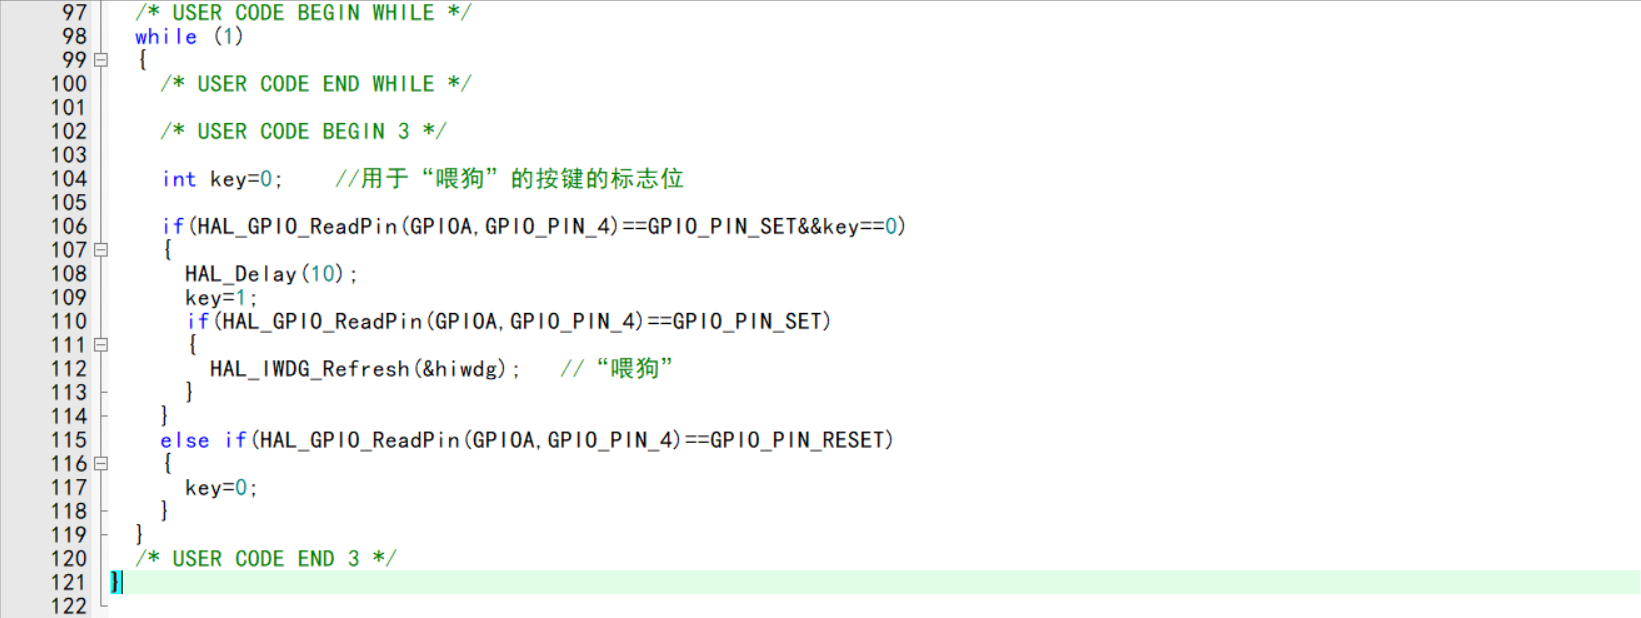 97 /* USER CODE BEGIN WHILE */
98 while (1)
99 {
100 /* USER CODE END WHILE */
101
102 /* USER CODE BEGIN 3 */
103
104 int key=0; //用于“喂狗”的按键的标志位
105
106 if(HAL_GPIO_ReadPin(GPIOA,GPIO_PIN_4)==GPIO_PIN_SET&&key==0)
107 {
108 HAL_Delay(10);
109 key=1;
110 if(HAL_GPIO_ReadPin(GPIOA,GPIO_PIN_4)==GPIO_PIN_SET)
111 {
112 HAL_IWDG_Refresh(&hiwdg); //“喂狗”
113 }
114 }
115 else if(HAL_GPIO_ReadPin(GPIOA,GPIO_PIN_4)==GPIO_PIN_RESET)
116 {
117 key=0;
118 }
119 }
120 /* USER CODE END 3 */
121 }
122